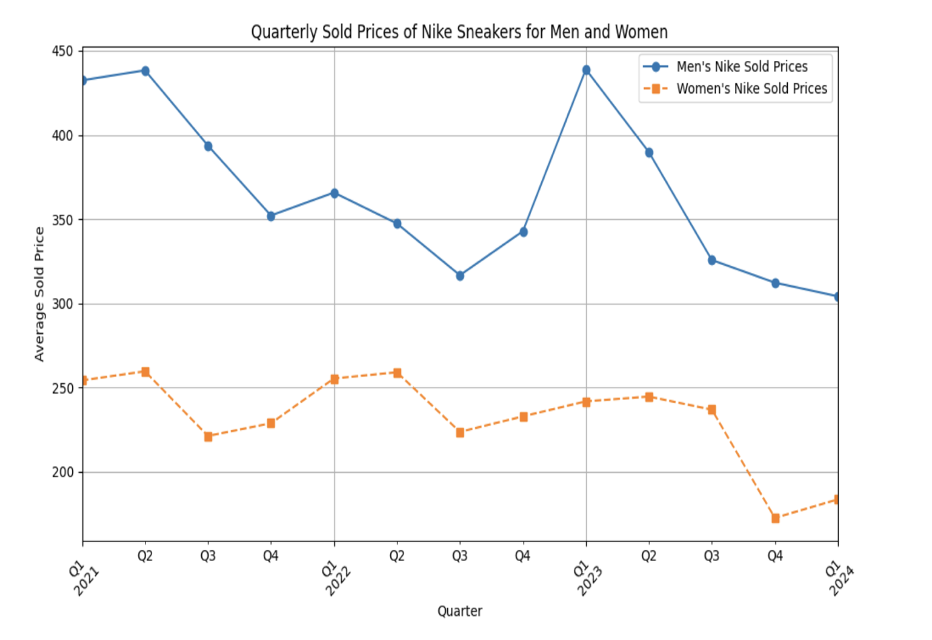 Quarterly Sold Prices of Nike Sneakers for Men and Women
Men's Nike Sold Prices
Women's Nike Sold Prices
Average Sold Price
450
400
350
300
250
200
Q1
2021
Q2
Q3
Q4
Q1
2022
Q2
Q3
Q4
Q1
2023
Q2
Q3
Q4
Q1
2024
Quarter